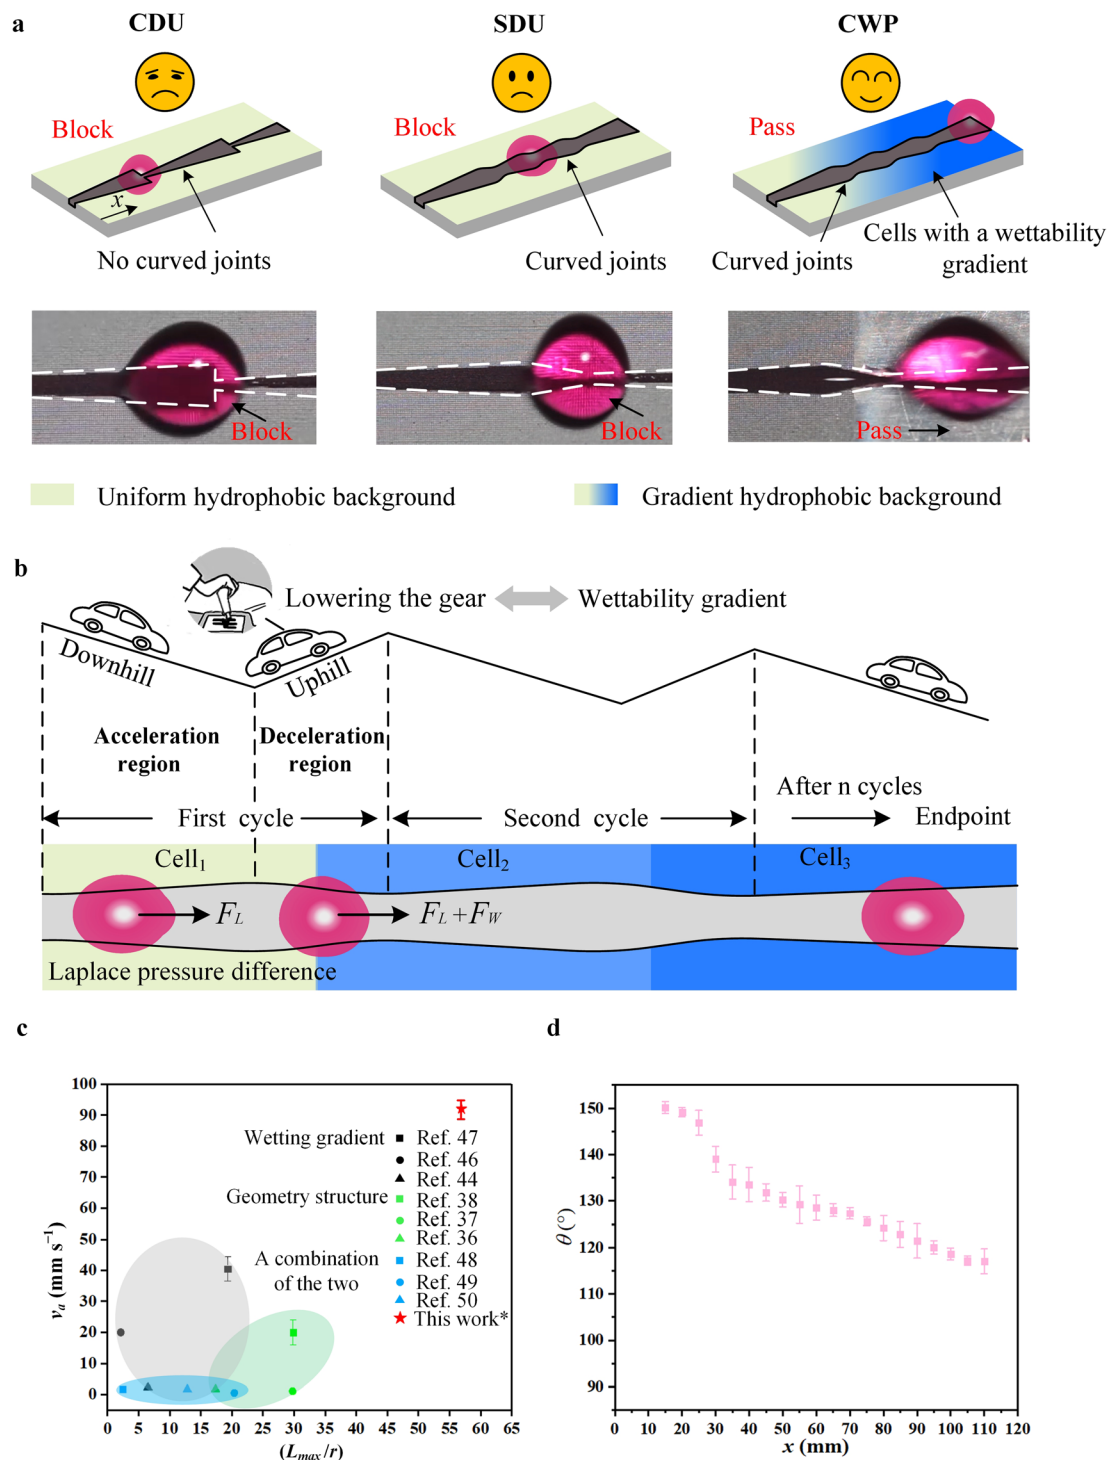 a
CDU SDU CWP
Block Block Pass
x
No curved joints
Curved joints
Curved joints
Cells with a wettability
gradient
Block
Block
Pass
Uniform hydrophobic background
Gradient hydrophobic background
b
Lowering the gear Wettability gradient
Downhill
Uphill
Acceleration
region
Deceleration
region
First cycle
Second cycle
After n cycles
Endpoint
Cell₁
Cell₂
Cell₃
F_L
F_L + F_W
Laplace pressure difference
c
v_a (mm s⁻¹)
100
90
80
70
60
50
40
30
20
10
0
Wetting gradient
Ref. 47
Ref. 46
Ref. 44
Geometry structure
Ref. 38
Ref. 37
Ref. 36
A combination
of the two
Ref. 48
Ref. 49
Ref. 50
This work*
0 5 10 15 20 25 30 35 40 45 50 55 60 65
(L_max/r)
d
θ (°)
150
140
130
120
110
100
90
0 10 20 30 40 50 60 70 80 90 100 110 120
x (mm)